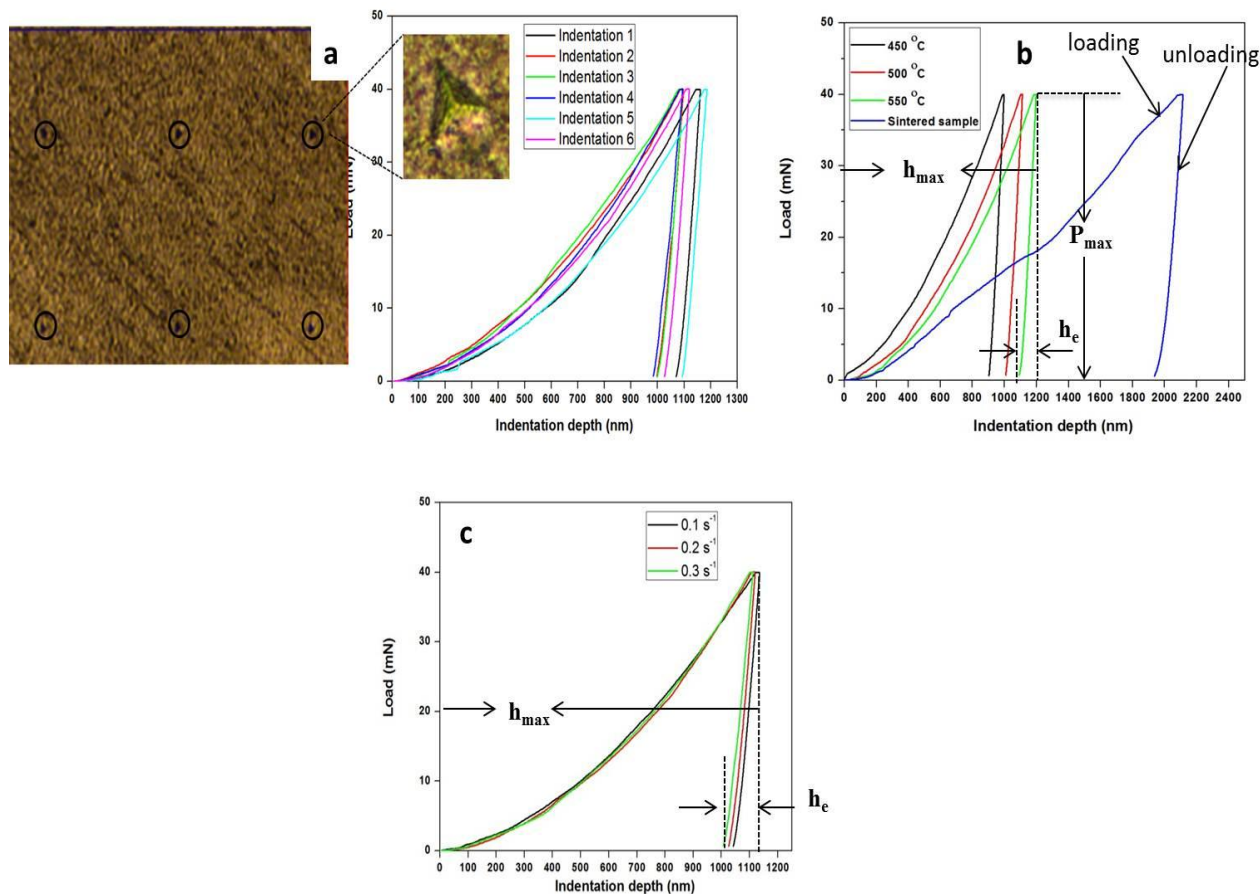 a
Load (mN)
50
40
30
20
10
0
Indentation 1
Indentation 2
Indentation 3
Indentation 4
Indentation 5
Indentation 6
0 100 200 300 400 500 600 700 800 900 1000 1100 1200 1300
Indentation depth (nm)
b
Load (mN)
50
40
30
20
10
0
450 °C
500 °C
550 °C
Sintered sample
loading
unloading
hmax
Pmax
he
0 200 400 600 800 1000 1200 1400 1600 1800 2000 2200 2400
Indentation depth (nm)
c
Load (mN)
50
40
30
20
10
0
0.1 s-1
0.2 s-1
0.3 s-1
hmax
he
0 100 200 300 400 500 600 700 800 900 1000 1100 1200
Indentation depth (nm)